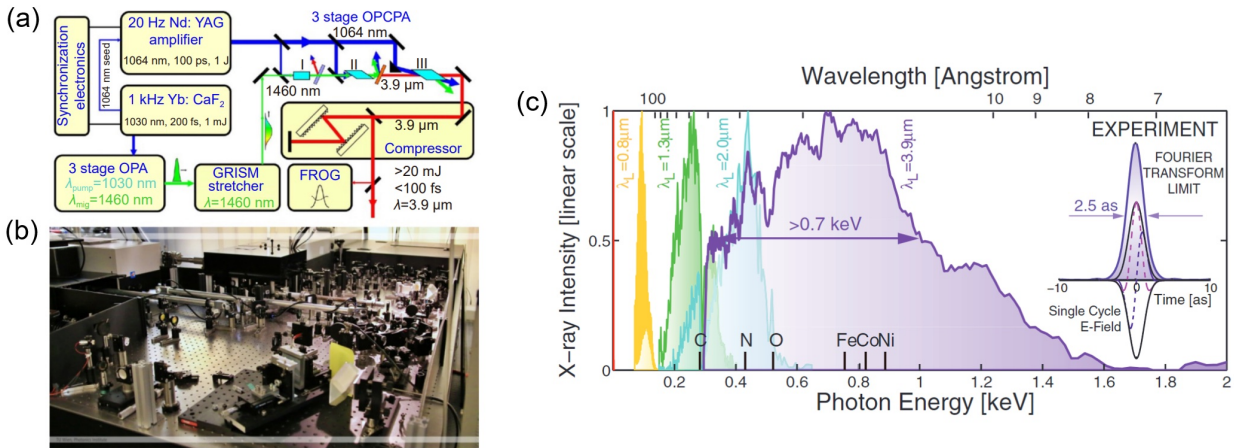 (a)
Synchronization
electronics
20 Hz Nd: YAG
amplifier
1064 nm, 100 ps, 1 J
1064 nm seed
1 kHz Yb: CaF₂
1030 nm, 200 fs, 1 mJ
3 stage OPA
λpump=1030 nm
λmig=1460 nm
GRISM
stretcher
λ=1460 nm
3 stage OPCPA
1064 nm
I
II
III
1460 nm
3.9 µm
3.9 µm
Compressor
FROG
>20 mJ
<100 fs
λ=3.9 µm
(b)
(c)
Wavelength [Angstrom]
100
10
9
8
7
X-ray Intensity [linear scale]
1
0.5
0
λL=0.8µm
λL=1.3µm
λL=2.0µm
λL=3.9µm
>0.7 keV
C
N
O
Fe
Co
Ni
0.2
0.4
0.6
0.8
1
1.2
1.4
1.6
1.8
2
Photon Energy [keV]
EXPERIMENT
FOURIER
TRANSFORM
LIMIT
2.5 as
-10
0
10
Time [as]
Single Cycle
E-Field